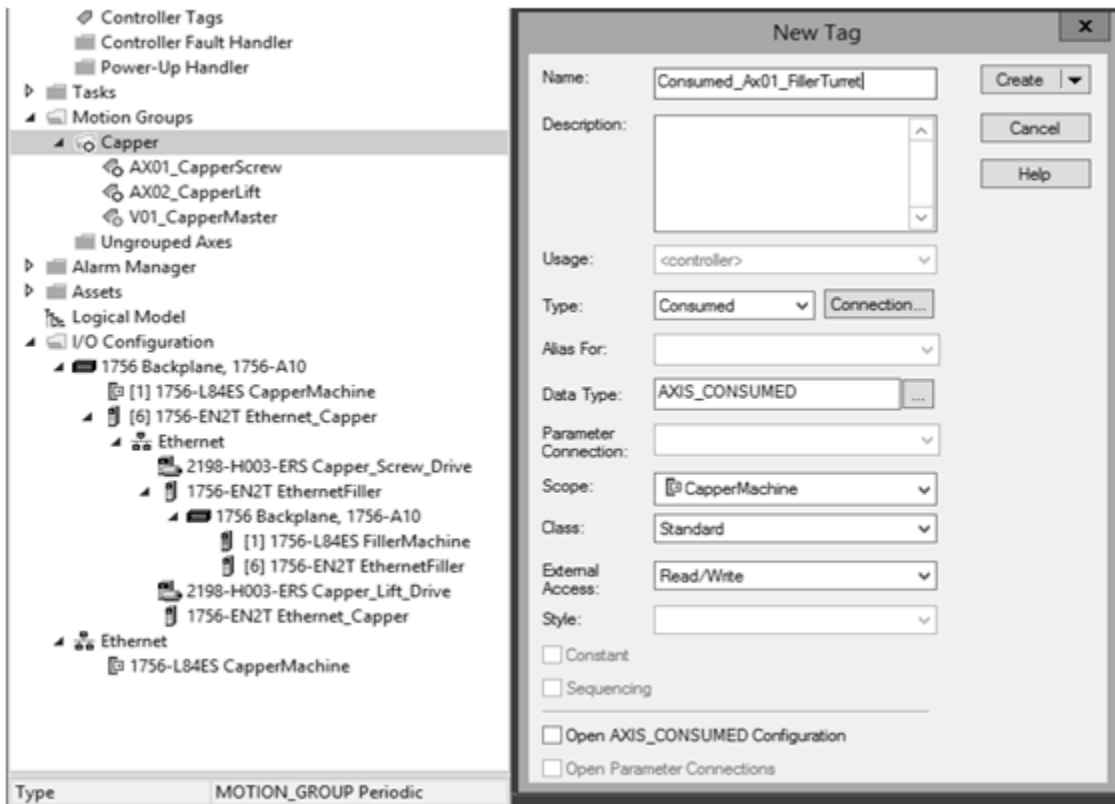 Controller Tags
Controller Fault Handler
Power-Up Handler
Tasks
Motion Groups
Capper
AX01_CapperScrew
AX02_CapperLift
V01_CapperMaster
Ungrouped Axes
Alarm Manager
Assets
Logical Model
I/O Configuration
1756 Backplane, 1756-A10
[1] 1756-L84ES CapperMachine
[6] 1756-EN2T Ethernet_Capper
Ethernet
2198-H003-ERS Capper_Screw_Drive
1756-EN2T EthernetFiller
1756 Backplane, 1756-A10
[1] 1756-L84ES FillerMachine
[6] 1756-EN2T EthernetFiller
2198-H003-ERS Capper_Lift_Drive
1756-EN2T Ethernet_Capper
Ethernet
1756-L84ES CapperMachine
Type MOTION_GROUP Periodic
New Tag x
Name: Consumed_Ax01_FillerTurret Create
Description: Cancel
Help
Usage: <controller>
Type: Consumed Connection...
Alias For:
Data Type: AXIS_CONSUMED ...
Parameter
Connection:
Scope: CapperMachine
Class: Standard
External
Access: Read/Write
Style:
Constant
Sequencing
Open AXIS_CONSUMED Configuration
Open Parameter Connections